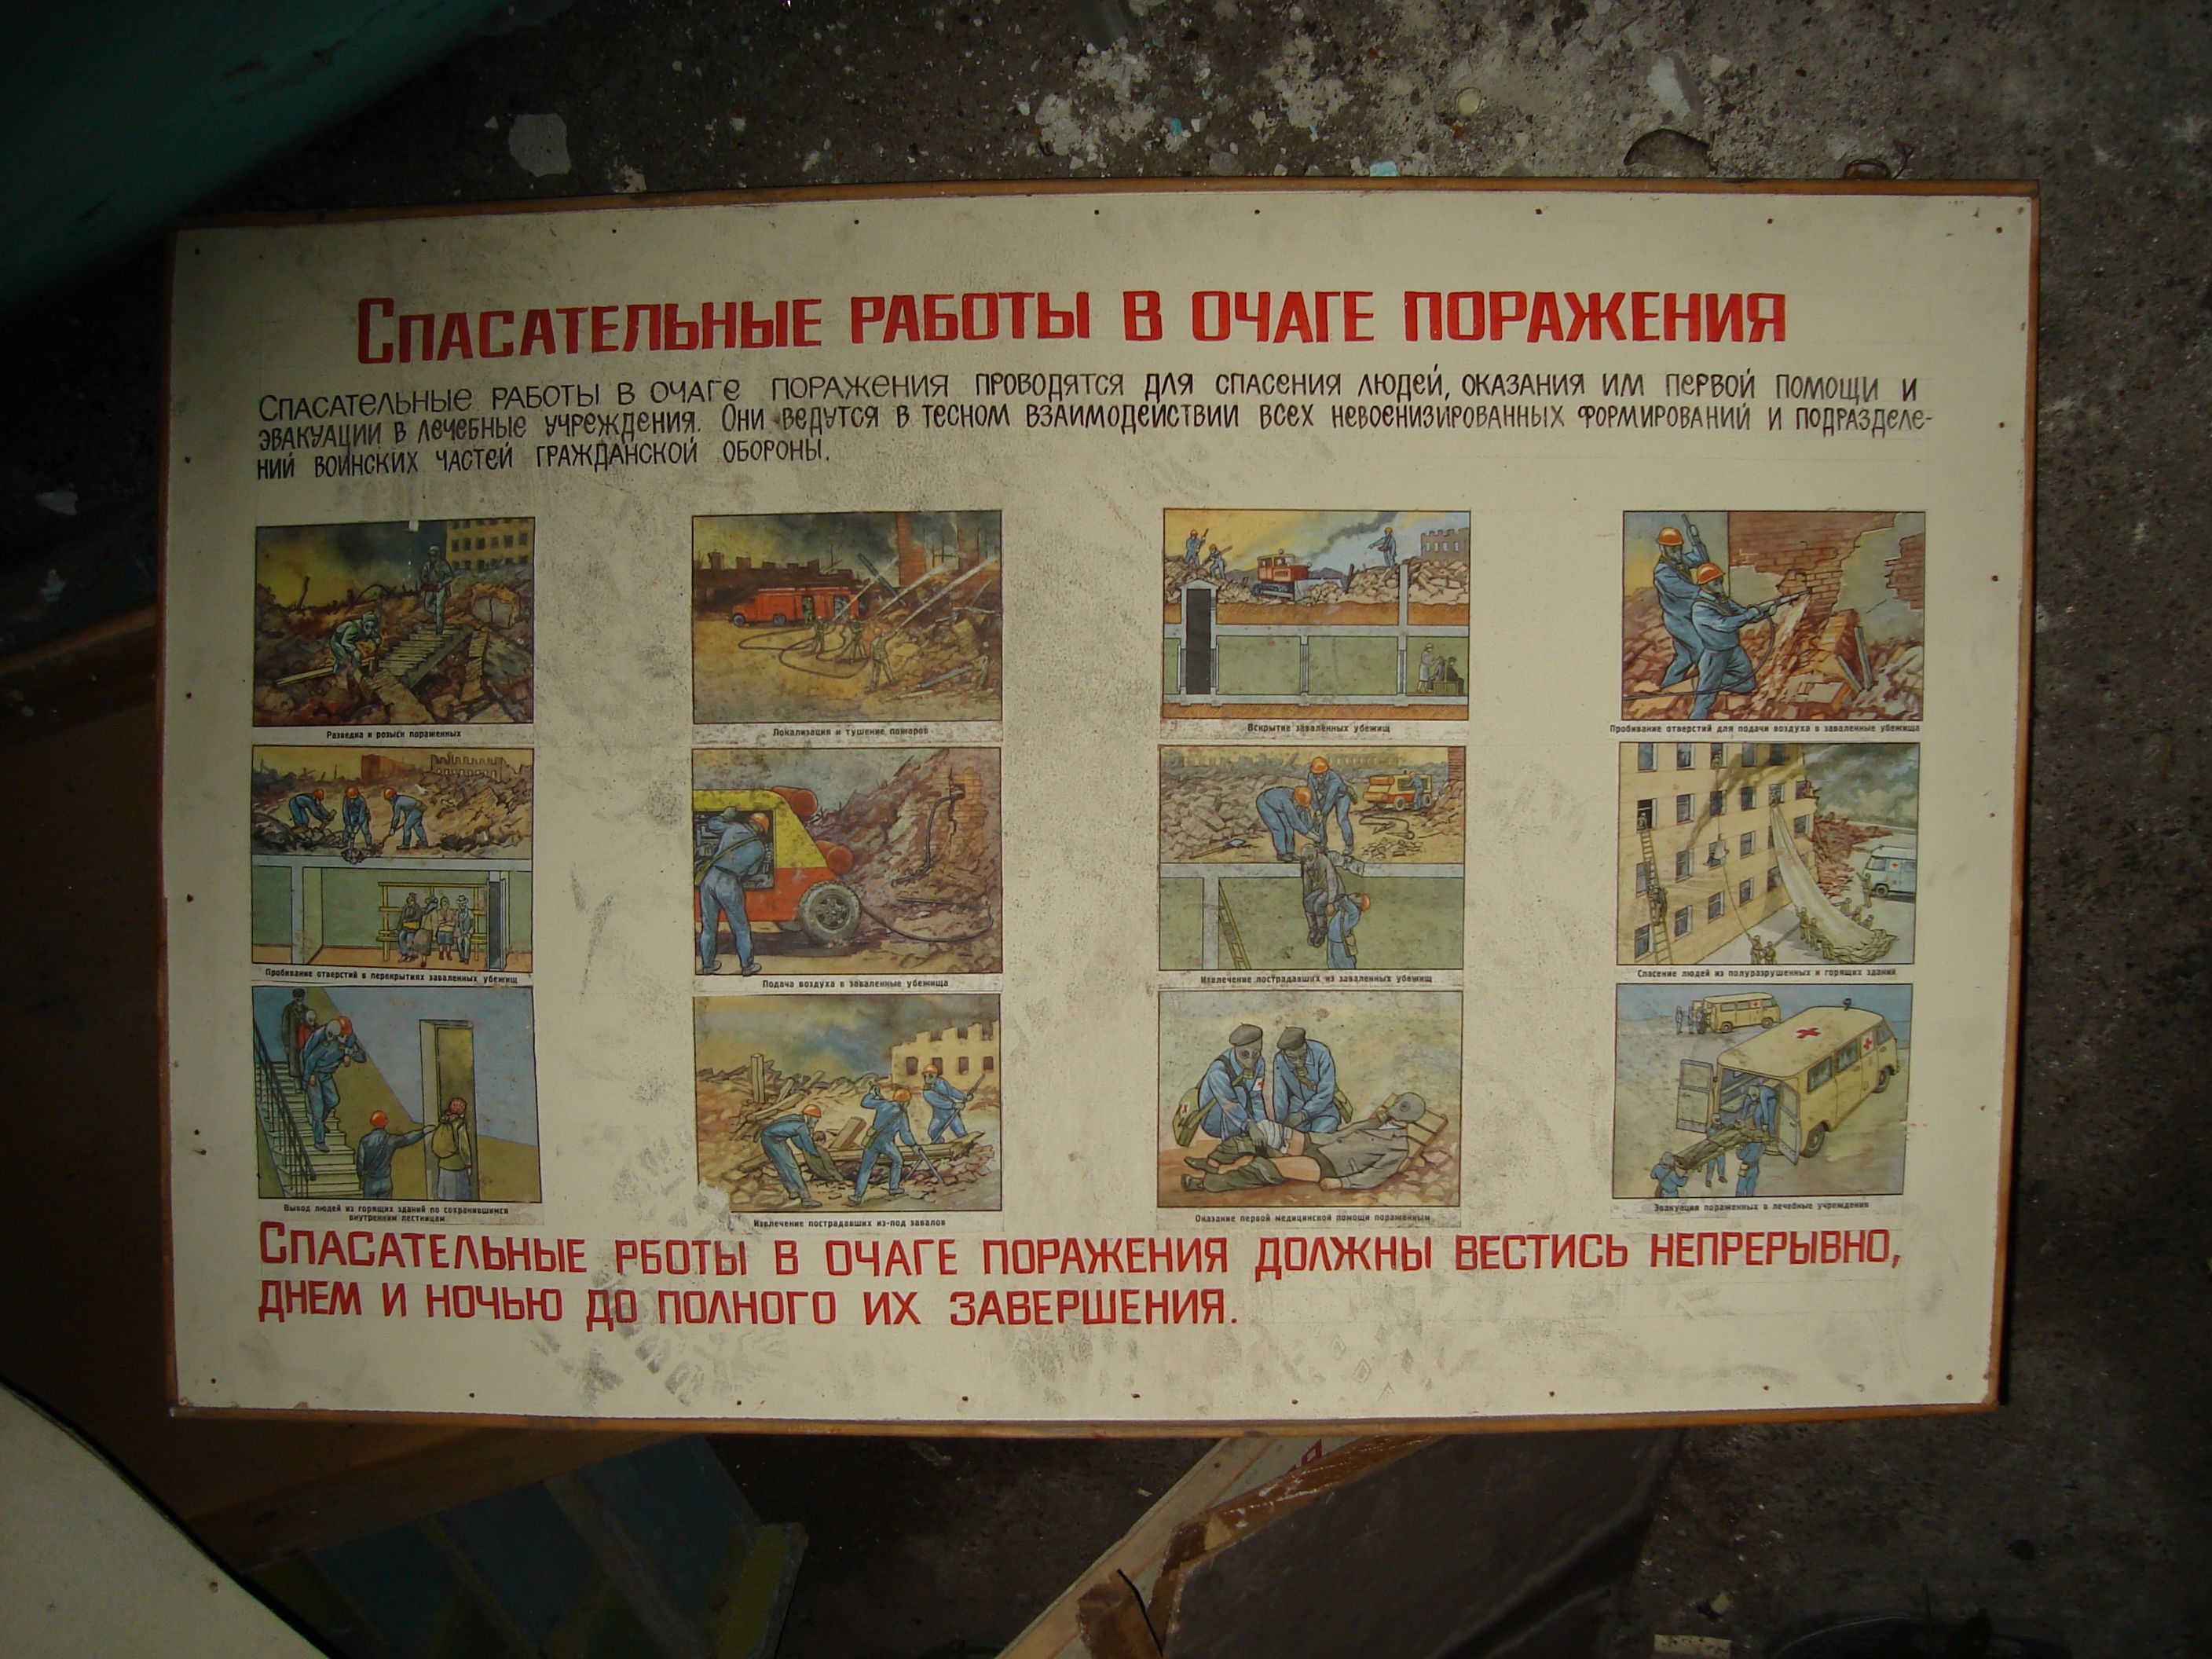 Спасательные работы в очаге поражения
Спасательные работы в очаге поражения проводятся для спасения людей, оказания им первой помощи и
эвакуации в лечебные учреждения. Они ведутся в тесном взаимодействии всех невоенизированных формирований и подразделе-
ний воинских частей гражданской обороны.
Разведка и розыск пораженных
Локализация и тушение пожаров
Вскрытие заваленных убежищ
Пробивание отверстий для подачи воздуха в заваленные убежища
Пробивание отверстий в перекрытиях заваленных убежищ
Подача воздуха в заваленные убежища
Извлечение пострадавших из заваленных убежищ
Спасение людей из полуразрушенных и горящих зданий
Вывод людей из горящих зданий по сохранившимся
внутренним лестницам
Извлечение пострадавших из-под завалов
Оказание первой медицинской помощи пораженным
Эвакуация пораженных в лечебные учреждения
Спасательные рботы в очаге поражения должны вестись непрерывно,
днем и ночью до полного их завершения.